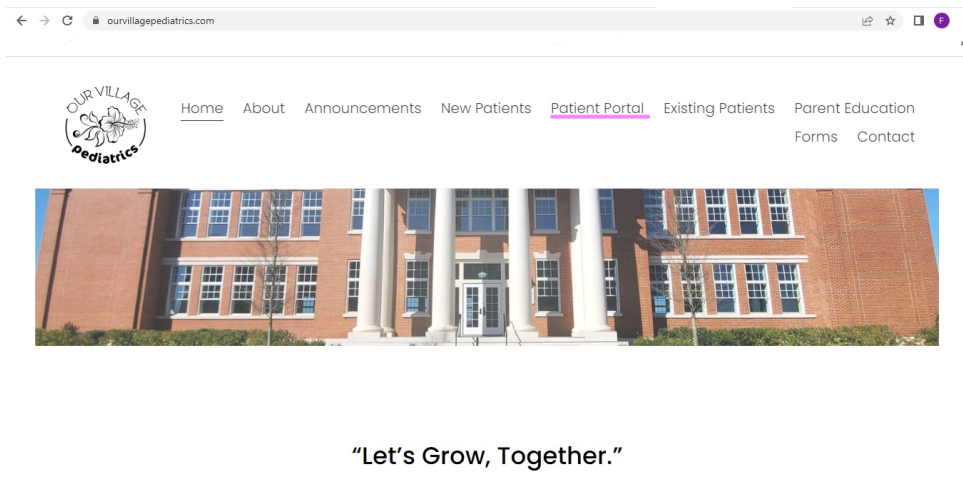 ourvillagepediatrics.com
F
OUR VILLAGE
pediatrics
Home About Announcements New Patients Patient Portal Existing Patients Parent Education
Forms Contact
“Let’s Grow, Together.”